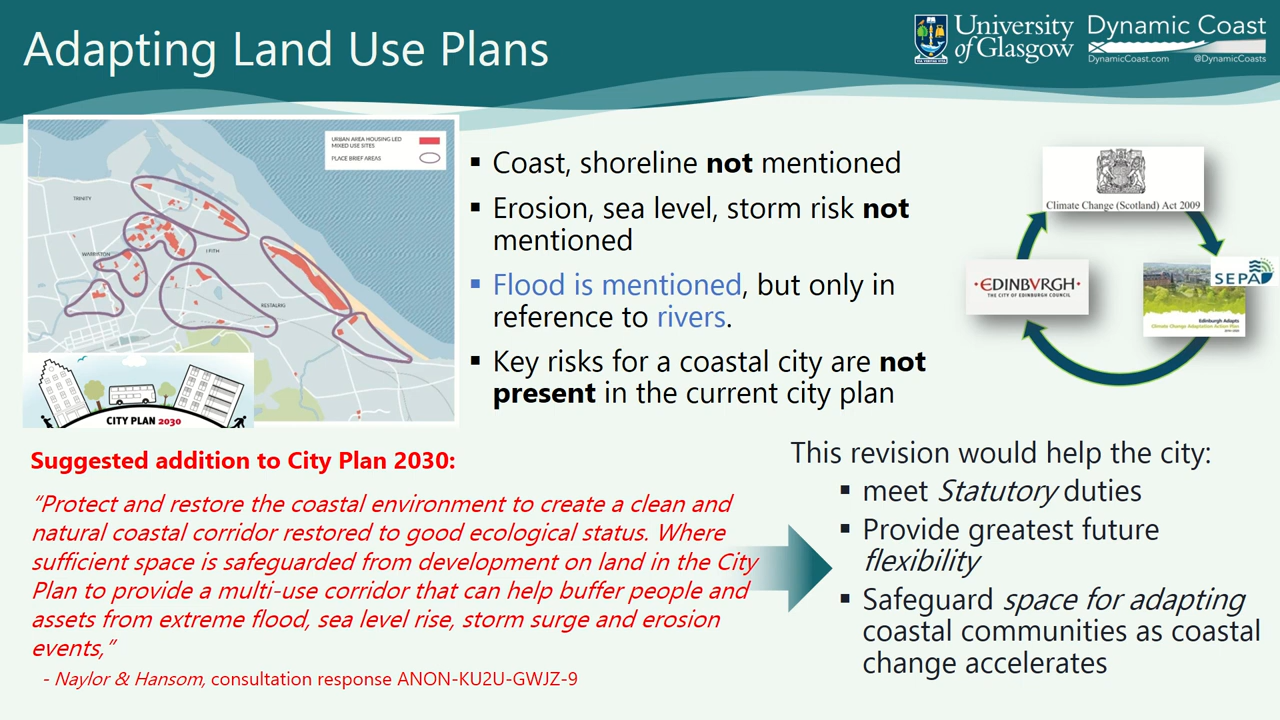 Adapting Land Use Plans
University
of Glasgow
Dynamic Coast
DynamicCoast.com
@DynamicCoasts
URBAN AREA HOUSING LED
MIXED USE SITES
PLACE BRIEF AREAS
TRINITY
WARRISTON
LEITH
RESTALRIG
CITY PLAN 2030
▪ Coast, shoreline not mentioned
▪ Erosion, sea level, storm risk not
mentioned
▪ Flood is mentioned, but only in
reference to rivers.
▪ Key risks for a coastal city are not
present in the current city plan
Climate Change (Scotland) Act 2009
·EDINBVRGH·
THE CITY OF EDINBURGH COUNCIL
SEPA
Edinburgh Adapts
Climate Change Adaptation Action Plan
Suggested addition to City Plan 2030:
“Protect and restore the coastal environment to create a clean and
natural coastal corridor restored to good ecological status. Where
sufficient space is safeguarded from development on land in the City
Plan to provide a multi-use corridor that can help buffer people and
assets from extreme flood, sea level rise, storm surge and erosion
events,”
- Naylor & Hansom, consultation response ANON-KU2U-GWJZ-9
This revision would help the city:
▪ meet Statutory duties
▪ Provide greatest future
flexibility
▪ Safeguard space for adapting
coastal communities as coastal
change accelerates